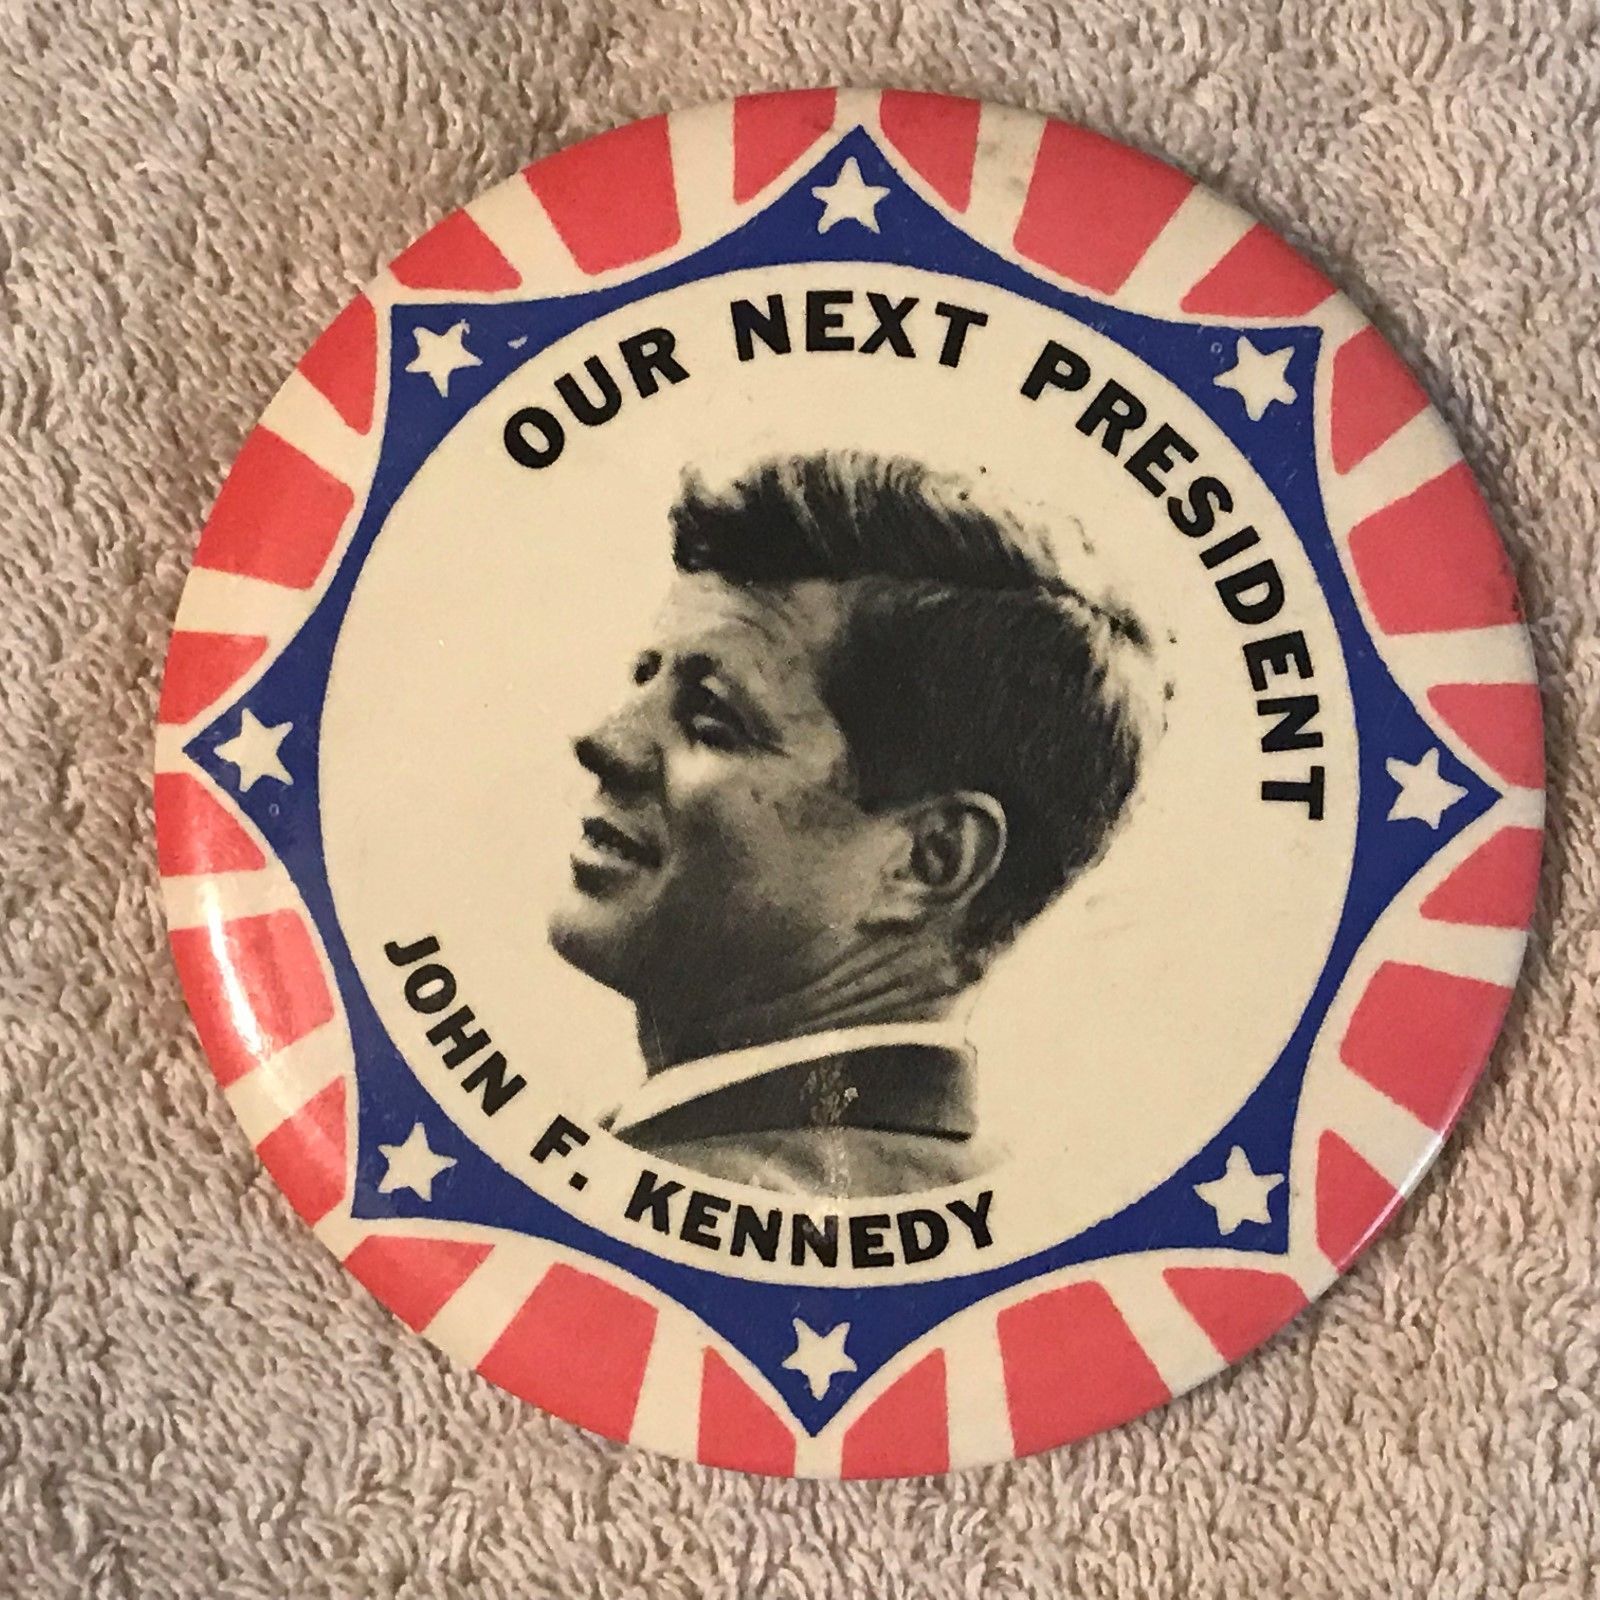 OUR NEXT PRESIDENT
JOHN F. KENNEDY